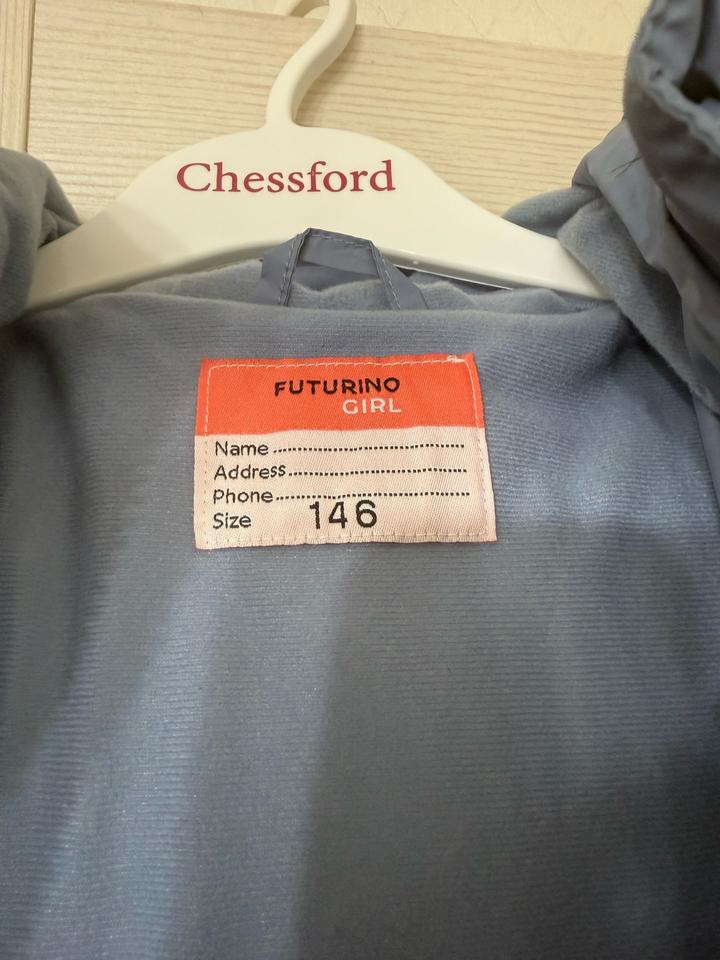 Chessford
FUTURINO
GIRL
Name
Address
Phone
Size 146